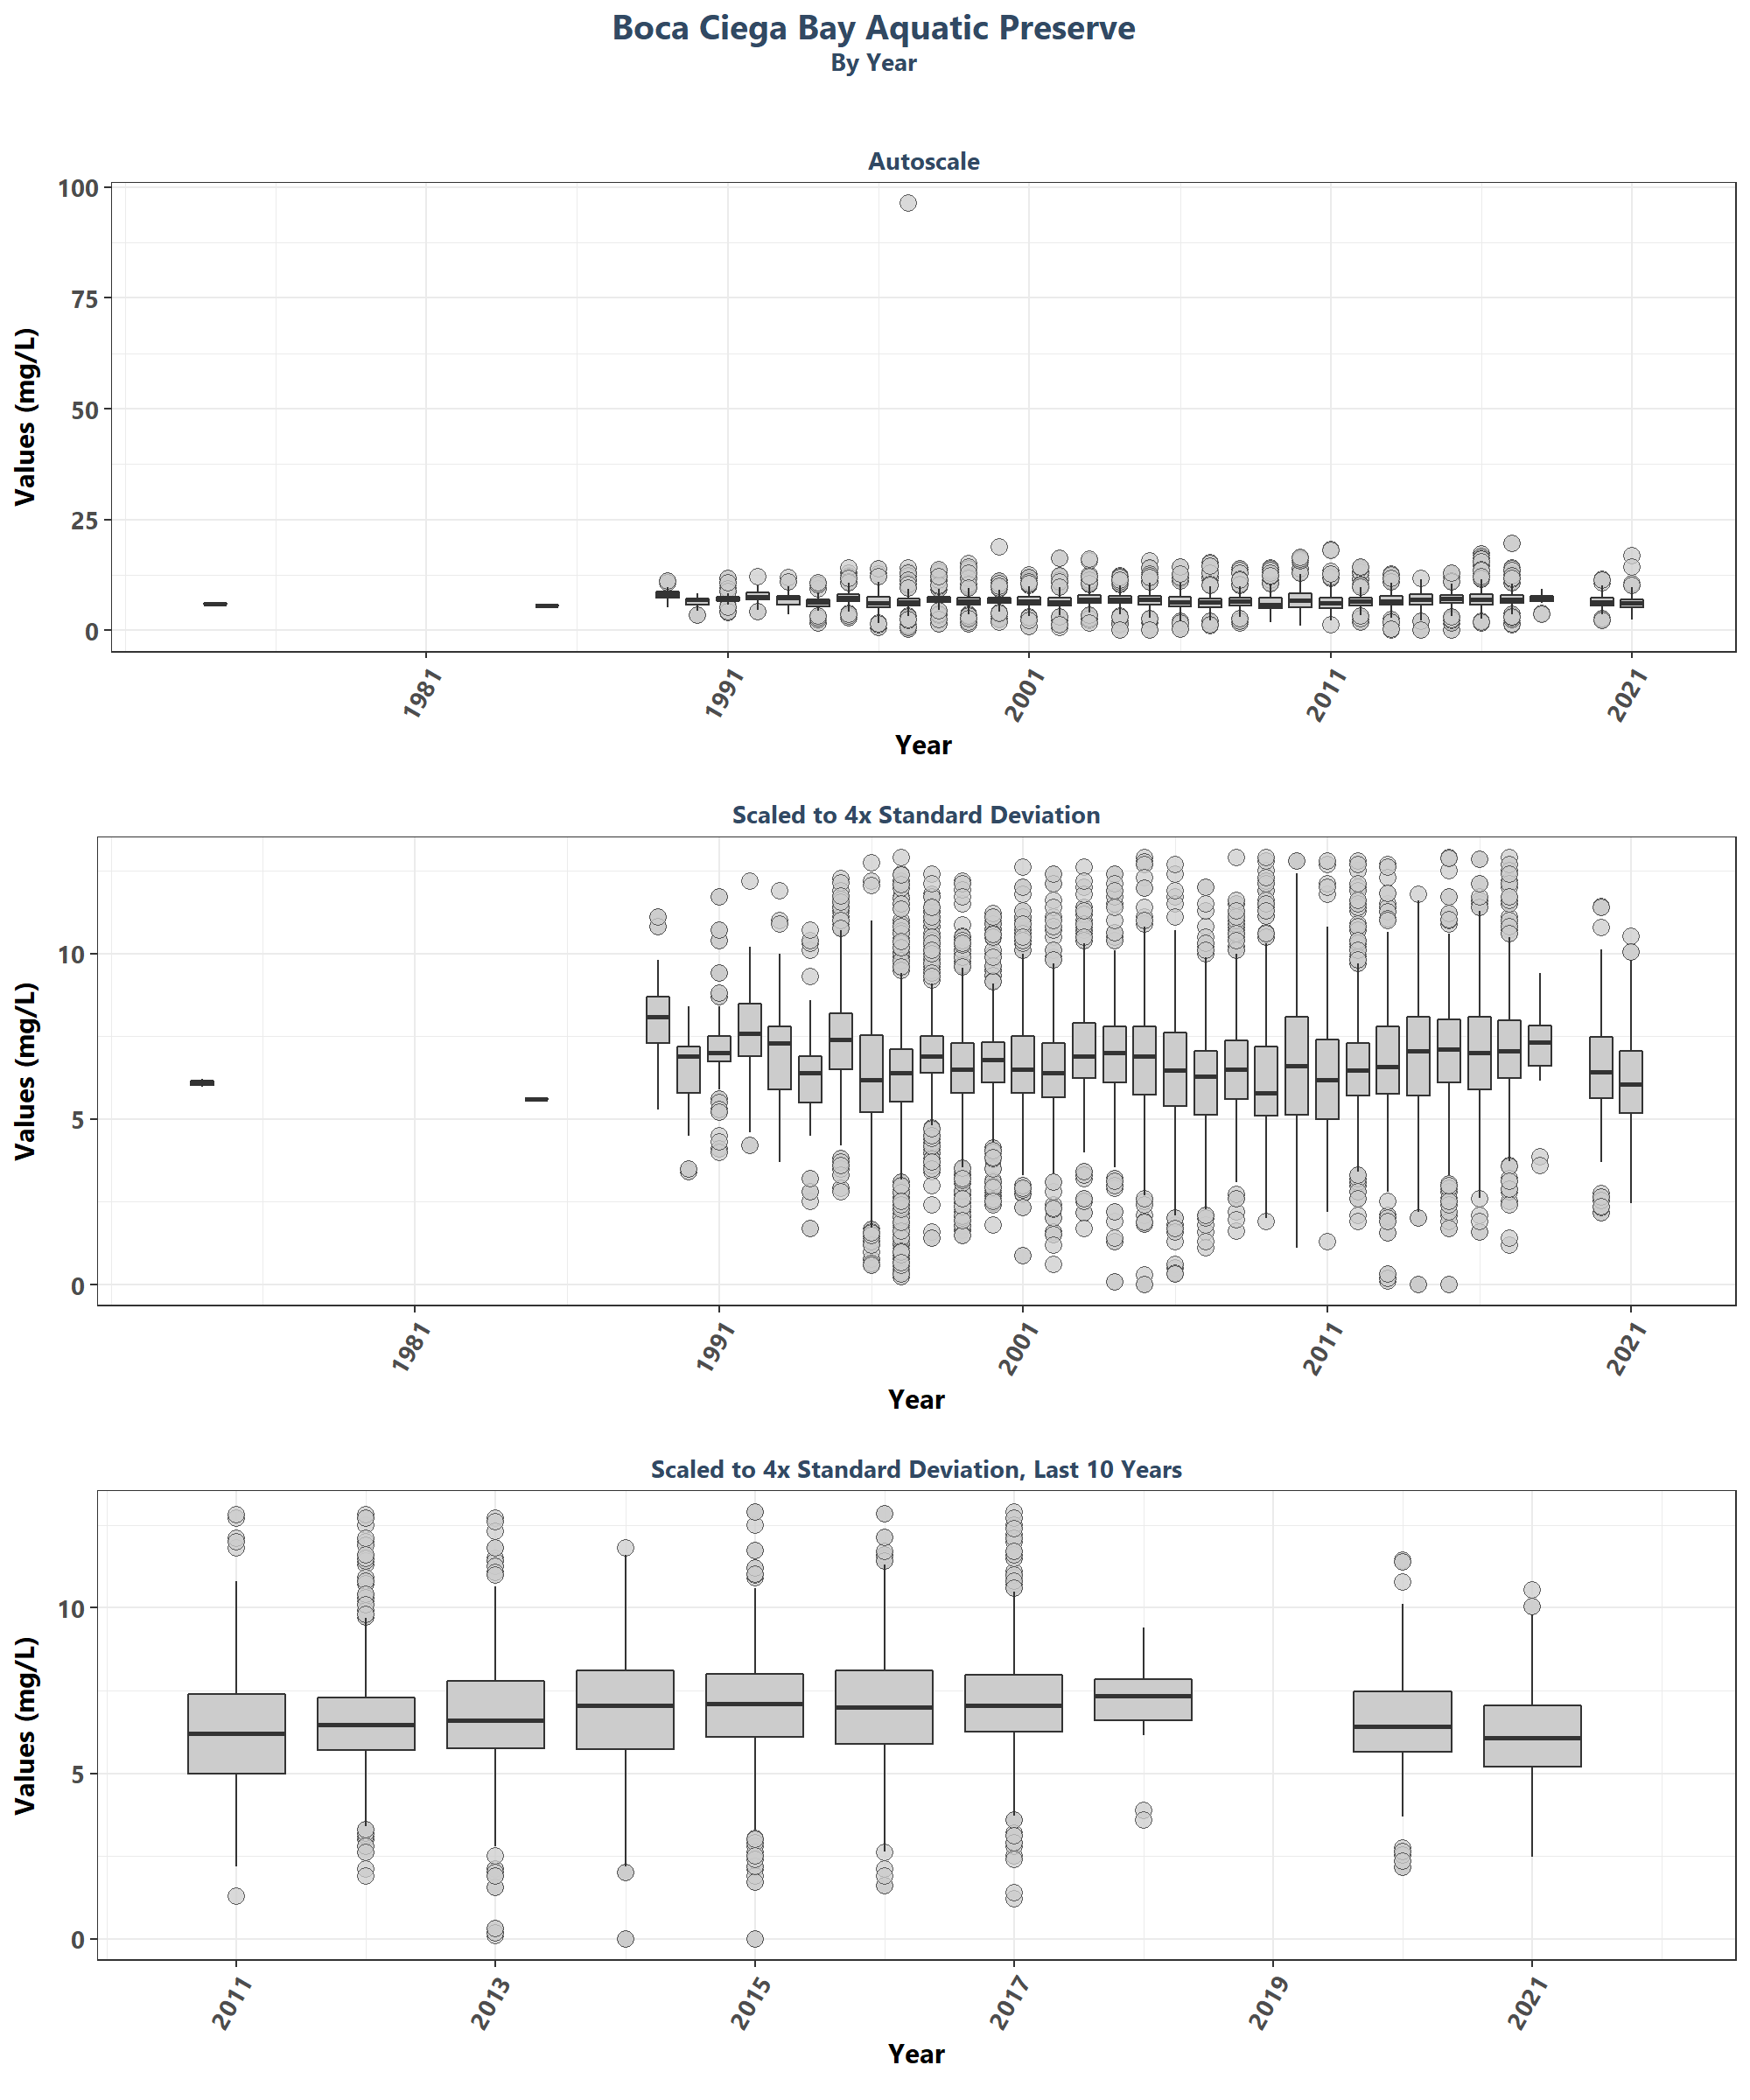 Boca Ciega Bay Aquatic Preserve
By Year
Autoscale
100
75
50
25
0
Values (mg/L)
1981 1991 2001 2011 2021
Year
Scaled to 4x Standard Deviation
10
5
0
Values (mg/L)
1981 1991 2001 2011 2021
Year
Scaled to 4x Standard Deviation, Last 10 Years
10
5
0
Values (mg/L)
2011 2013 2015 2017 2019 2021
Year